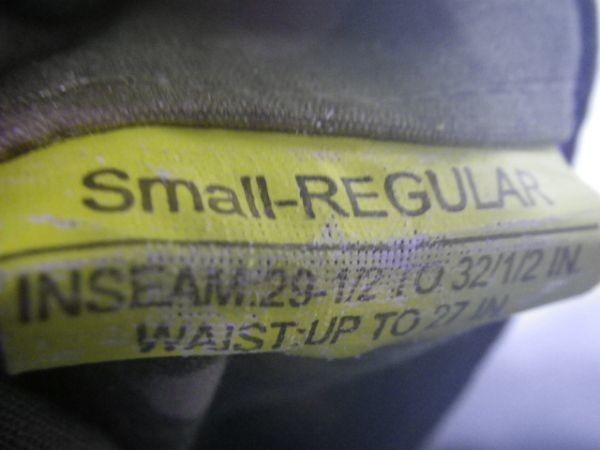 Small-REGULAR
INSEAM:29-1/2 TO 32/1/2 IN.
WAIST:UP TO 27 IN